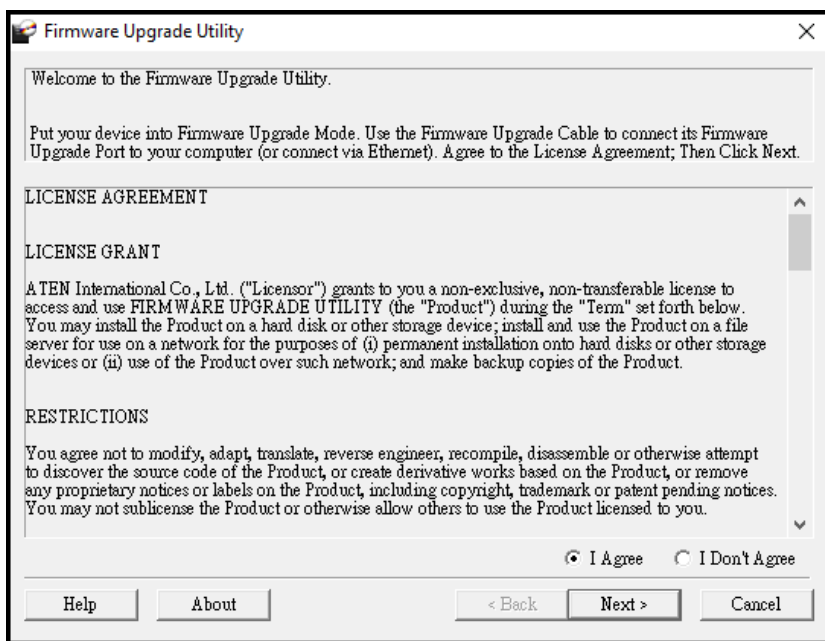 Firmware Upgrade Utility
Welcome to the Firmware Upgrade Utility.
Put your device into Firmware Upgrade Mode. Use the Firmware Upgrade Cable to connect its Firmware
Upgrade Port to your computer (or connect via Ethernet). Agree to the License Agreement; Then Click Next.
LICENSE AGREEMENT
LICENSE GRANT
ATEN International Co., Ltd. ("Licensor") grants to you a non-exclusive, non-transferable license to
access and use FIRMWARE UPGRADE UTILITY (the "Product") during the "Term" set forth below.
You may install the Product on a hard disk or other storage device; install and use the Product on a file
server for use on a network for the purposes of (i) permanent installation onto hard disks or other storage
devices or (ii) use of the Product over such network; and make backup copies of the Product.
RESTRICTIONS
You agree not to modify, adapt, translate, reverse engineer, recompile, disassemble or otherwise attempt
to discover the source code of the Product, or create derivative works based on the Product, or remove
any proprietary notices or labels on the Product, including copyright, trademark or patent pending notices.
You may not sublicense the Product or otherwise allow others to use the Product licensed to you.
I Agree I Don't Agree
Help About < Back Next > Cancel